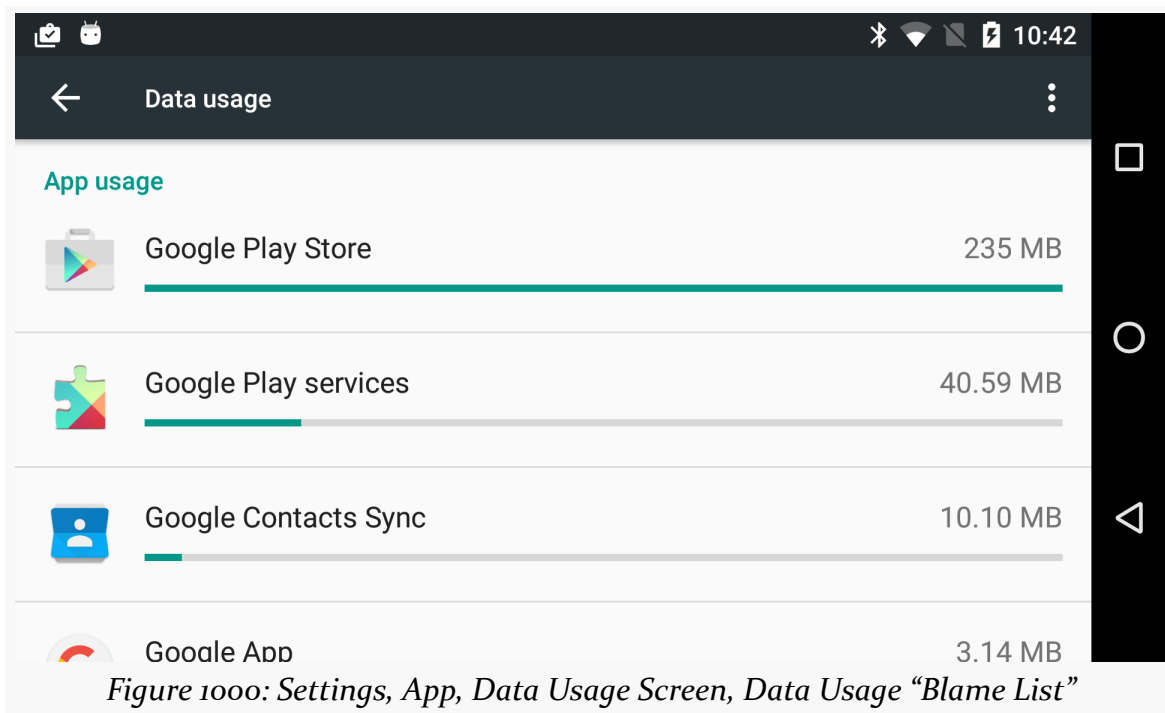 10:42
Data usage
App usage
Google Play Store 235 MB
Google Play services 40.59 MB
Google Contacts Sync 10.10 MB
Google App 3.14 MB
Figure 1000: Settings, App, Data Usage Screen, Data Usage “Blame List”